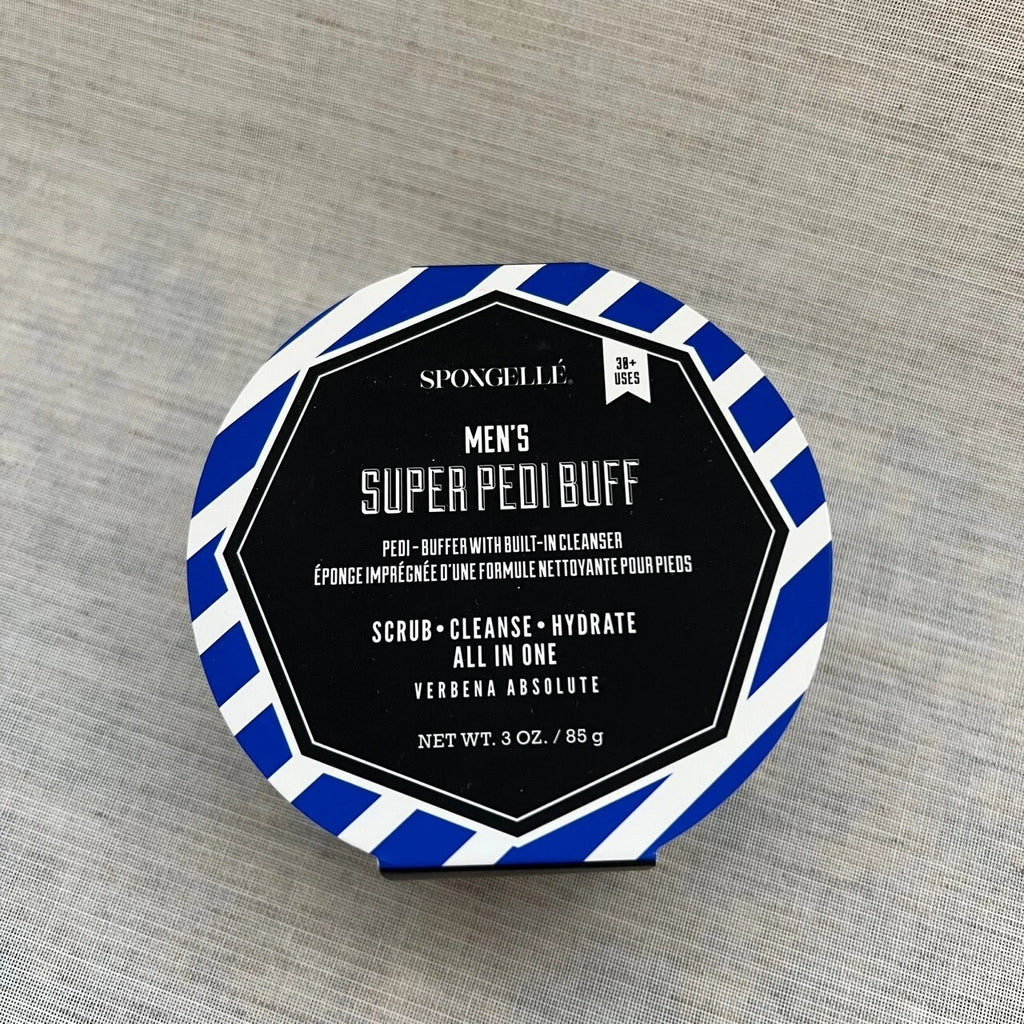 SPONGELLÉ®
30+
USES
MEN'S
SUPER PEDI BUFF
PEDI-BUFFER WITH BUILT-IN CLEANSER
ÉPONGE IMPRÉGNÉE D'UNE FORMULE NETTOYANTE POUR PIEDS
SCRUB • CLEANSE • HYDRATE
ALL IN ONE
VERBENA ABSOLUTE
NET WT. 3 OZ. / 85 g